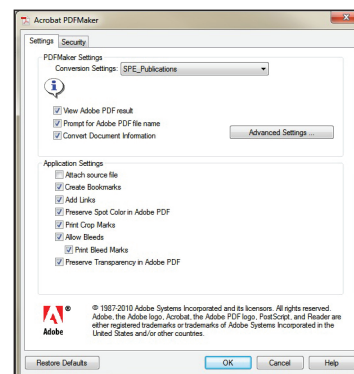 Acrobat PDFMaker
Settings Security
PDFMaker Settings
Conversion Settings: SPE_Publications
View Adobe PDF result
Prompt for Adobe PDF file name
Convert Document Information
Advanced Settings ...
Application Settings
Attach source file
Create Bookmarks
Add Links
Preserve Spot Color in Adobe PDF
Print Crop Marks
Allow Bleeds
Print Bleed Marks
Preserve Transparency in Adobe PDF
® © 1987-2010 Adobe Systems Incorporated and its licensors. All rights reserved.
Adobe, the Adobe logo, Acrobat, the Adobe PDF logo, PostScript, and Reader are
either registered trademarks or trademarks of Adobe Systems Incorporated in the
Adobe United States and/or other countries.
Restore Defaults OK Cancel Help